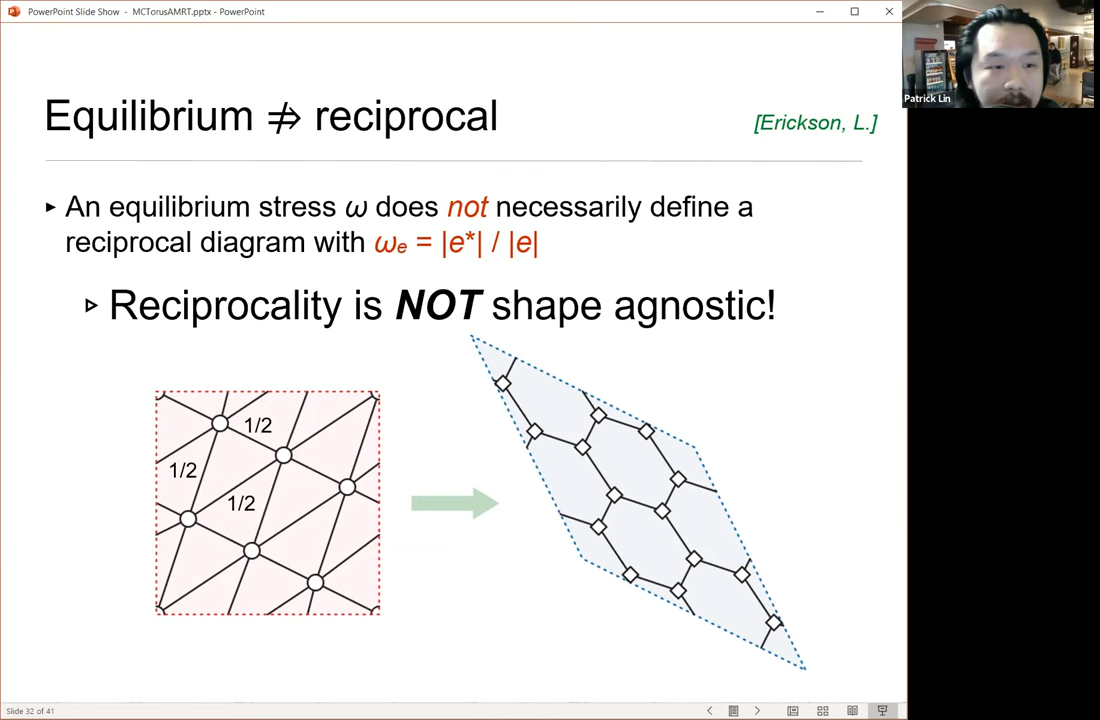 PowerPoint Slide Show - MCTorusAMRT.pptx - PowerPoint
Patrick Lin
Equilibrium ⇏ reciprocal
[Erickson, L.]
▸ An equilibrium stress ω does not necessarily define a
reciprocal diagram with ωₑ = |e*| / |e|
▹ Reciprocality is NOT shape agnostic!
1/2
1/2
1/2
Slide 32 of 41